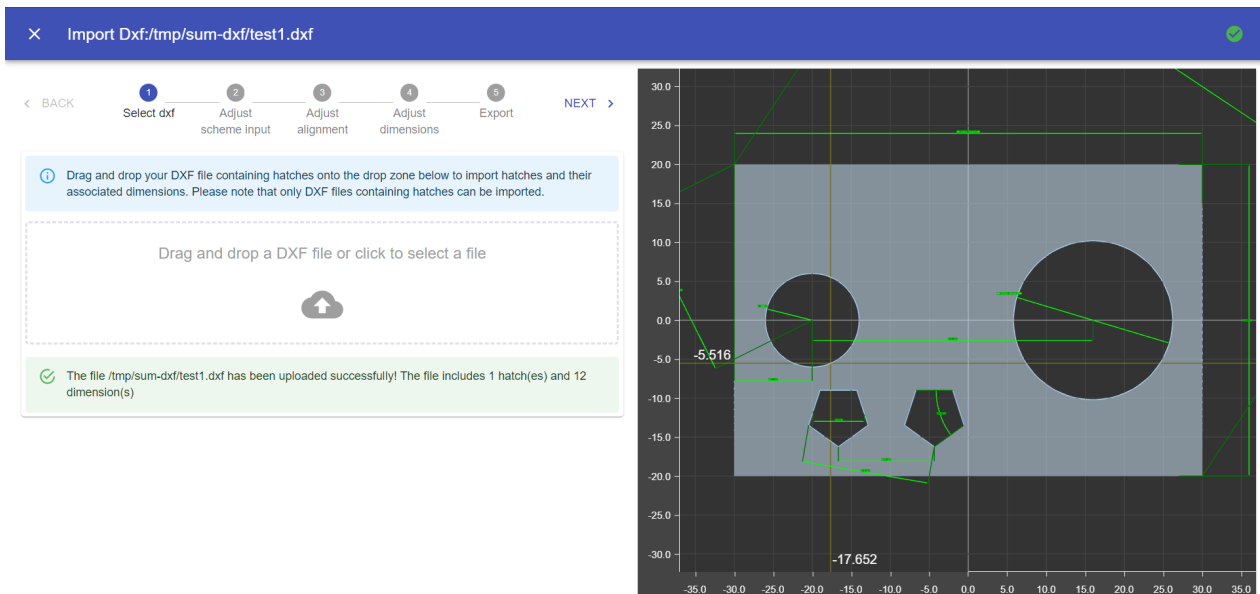 Import Dxf:/tmp/sum-dxf/test1.dxf
BACK
1
Select dxf
2
Adjust
scheme input
3
Adjust
alignment
4
Adjust
dimensions
5
Export
NEXT
Drag and drop your DXF file containing hatches onto the drop zone below to import hatches and their
associated dimensions. Please note that only DXF files containing hatches can be imported.
Drag and drop a DXF file or click to select a file
The file /tmp/sum-dxf/test1.dxf has been uploaded successfully! The file includes 1 hatch(es) and 12
dimension(s)
30.0
25.0
20.0
15.0
10.0
5.0
0.0
-5.0
-10.0
-15.0
-20.0
-25.0
-30.0
-5.516
-17.652
-35.0 -30.0 -25.0 -20.0 -15.0 -10.0 -5.0 0.0 5.0 10.0 15.0 20.0 25.0 30.0 35.0